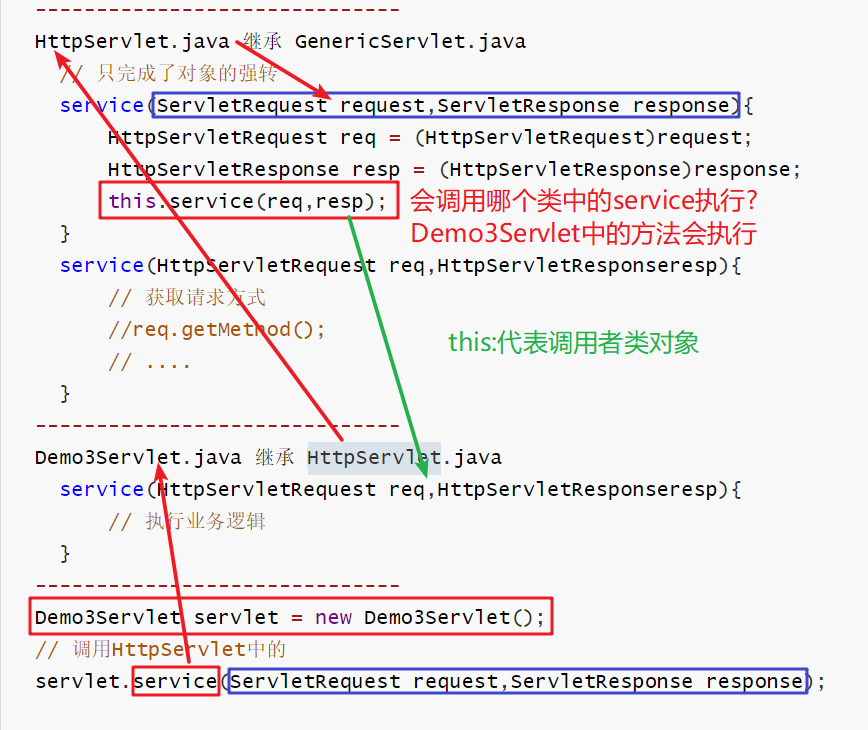 ------------------------------
HttpServlet.java 继承 GenericServlet.java
// 只完成了对象的强转
service(ServletRequest request,ServletResponse response){
HttpServletRequest req = (HttpServletRequest)request;
HttpServletResponse resp = (HttpServletResponse)response;
this.service(req,resp); 会调用哪个类中的service执行?
Demo3Servlet中的方法会执行
}
service(HttpServletRequest req,HttpServletResponseresp){
// 获取请求方式
//req.getMethod();
this:代表调用者类对象
// ....
}
------------------------------
Demo3Servlet.java 继承 HttpServlet.java
service(HttpServletRequest req,HttpServletResponseresp){
// 执行业务逻辑
}
------------------------------
Demo3Servlet servlet = new Demo3Servlet();
// 调用HttpServlet中的
servlet.service(ServletRequest request,ServletResponse response);